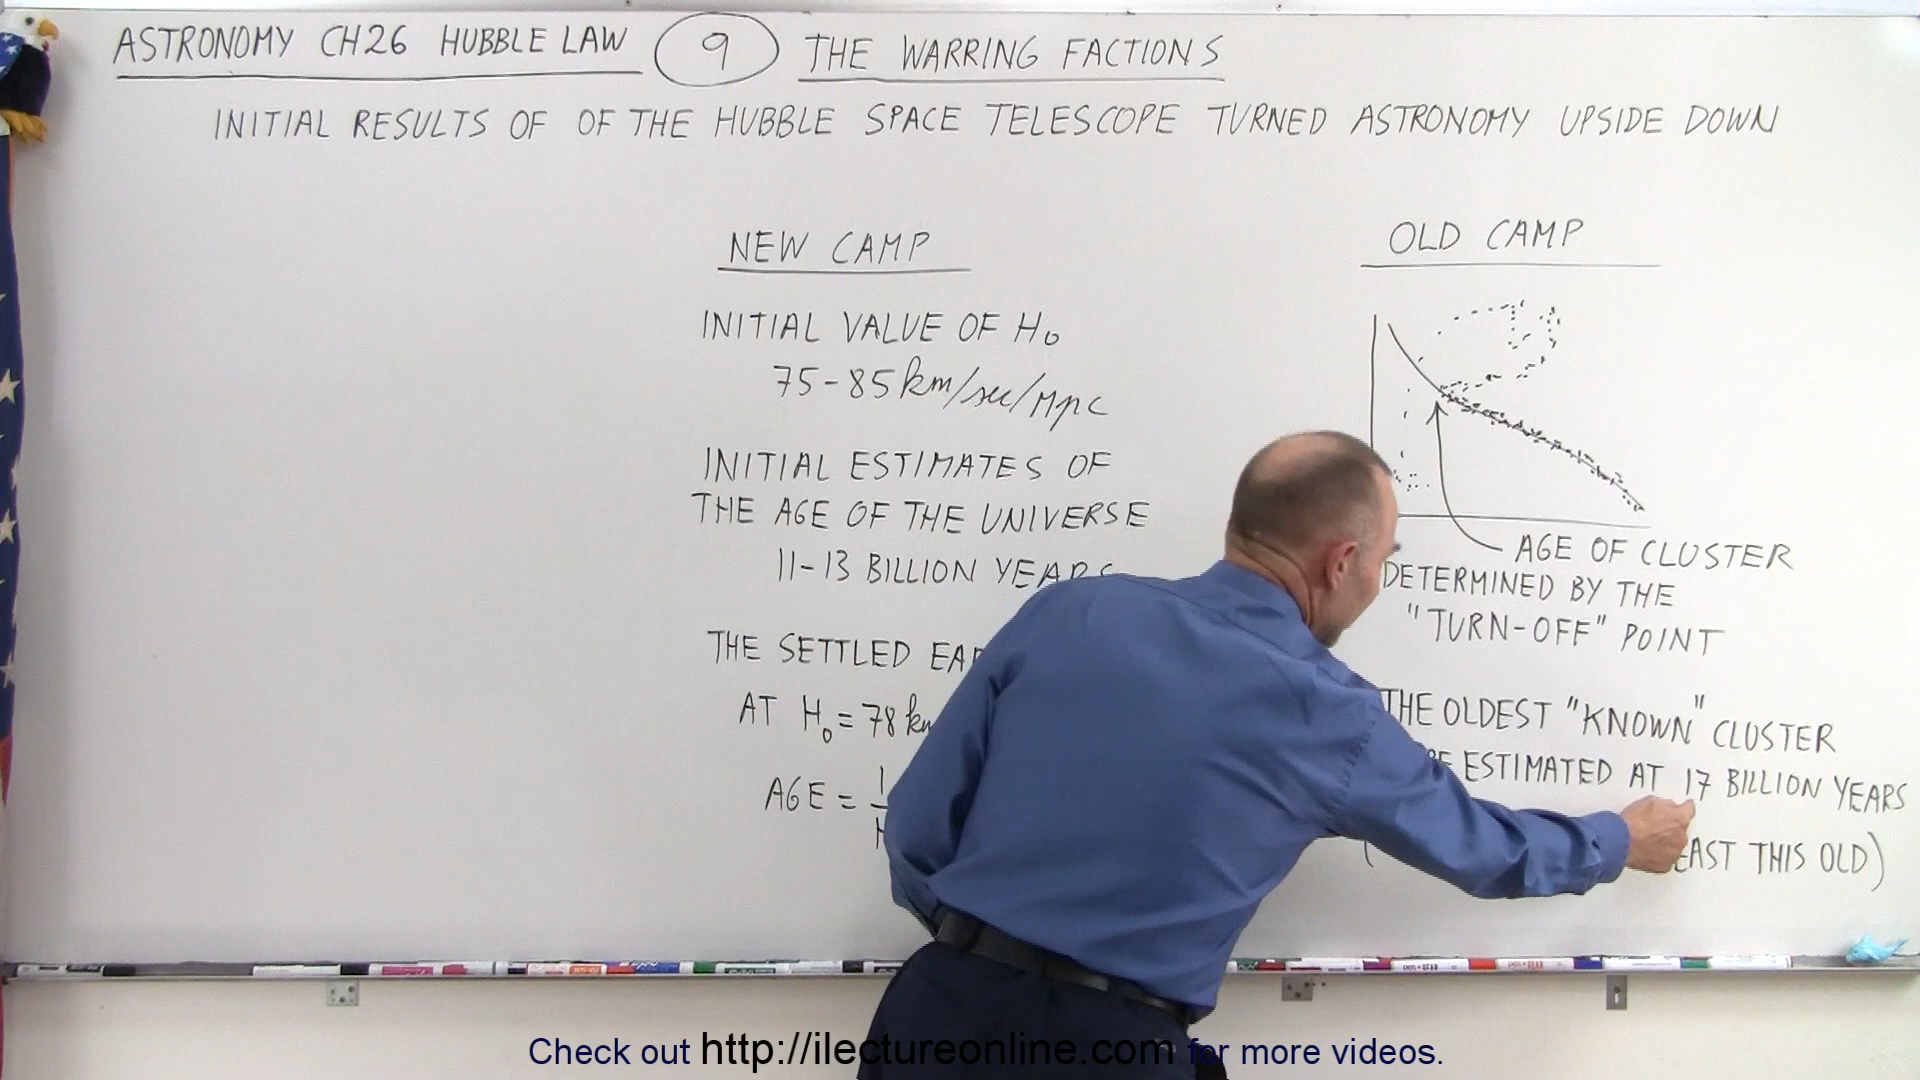 ASTRONOMY CH26 HUBBLE LAW 9 THE WARRING FACTIONS
INITIAL RESULTS OF OF THE HUBBLE SPACE TELESCOPE TURNED ASTRONOMY UPSIDE DOWN
NEW CAMP
INITIAL VALUE OF H₀
75-85 km/sec/Mpc
INITIAL ESTIMATES OF
THE AGE OF THE UNIVERSE
11-13 BILLION YEARS
THE SETTLED
AT H₀ = 78 km
AGE = 1
OLD CAMP
AGE OF CLUSTER
DETERMINED BY THE
"TURN-OFF" POINT
THE OLDEST "KNOWN" CLUSTER
ESTIMATED AT 17 BILLION YEARS
THIS OLD)
Check out http://ilectureonline.com for more videos.